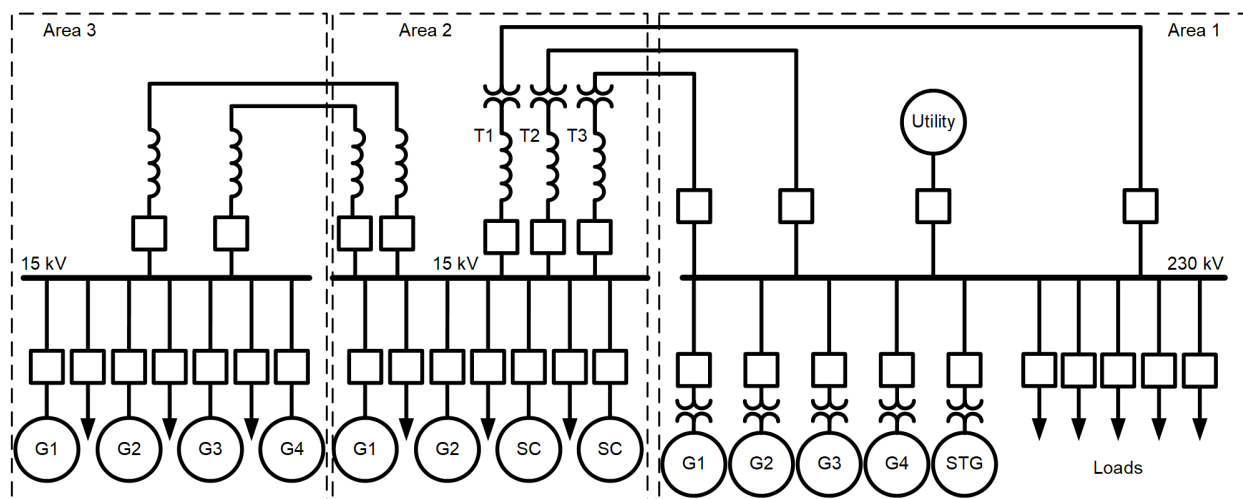 Area 3
Area 2
Area 1
Utility
T1
T2
T3
15 kV
15 kV
230 kV
G1
G2
G3
G4
G1
G2
SC
SC
G1
G2
G3
G4
STG
Loads